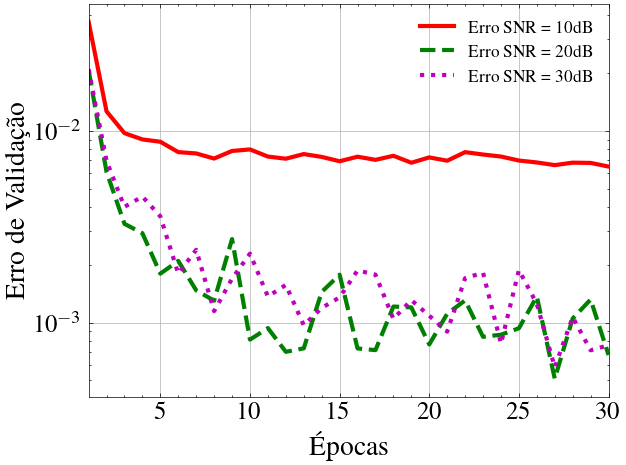 Erro SNR = 10dB
Erro SNR = 20dB
Erro SNR = 30dB
Erro de Validação
10⁻²
10⁻³
5 10 15 20 25 30
Épocas